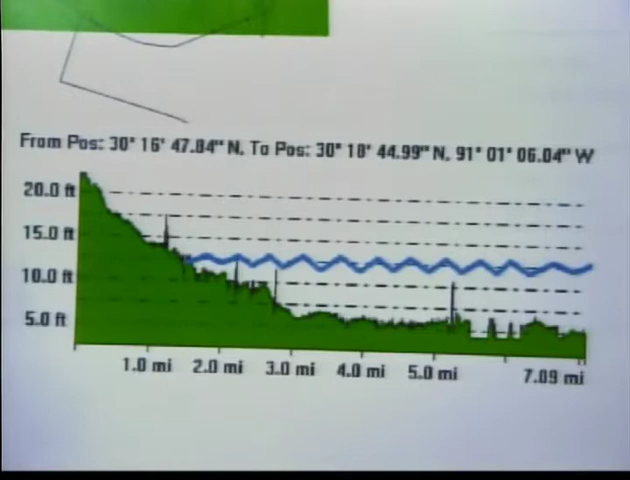 From Pos: 30° 16' 47.84" N, To Pos: 30° 18' 44.99" N, 91° 01' 06.04" W
20.0 ft
15.0 ft
10.0 ft
5.0 ft
1.0 mi 2.0 mi 3.0 mi 4.0 mi 5.0 mi 7.09 mi